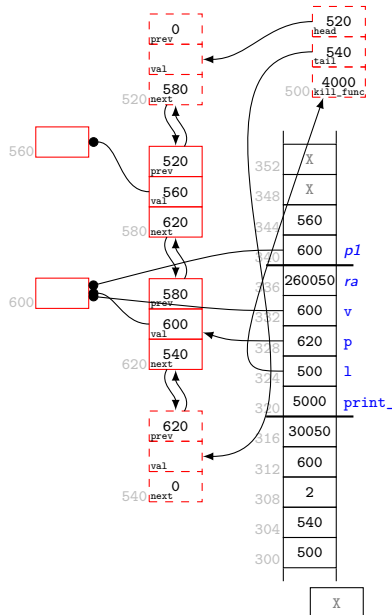 0
prev
val
580
next
520
520
head
540
tail
4000
kill_func
500
520
prev
560
val
620
next
580
560
580
prev
600
val
540
next
620
600
620
prev
val
0
next
540
X
352
X
348
560
344
600
340
p1
260050
336
ra
600
332
v
620
328
p
500
324
l
5000
320
print_
30050
316
600
312
2
308
540
304
500
300
X